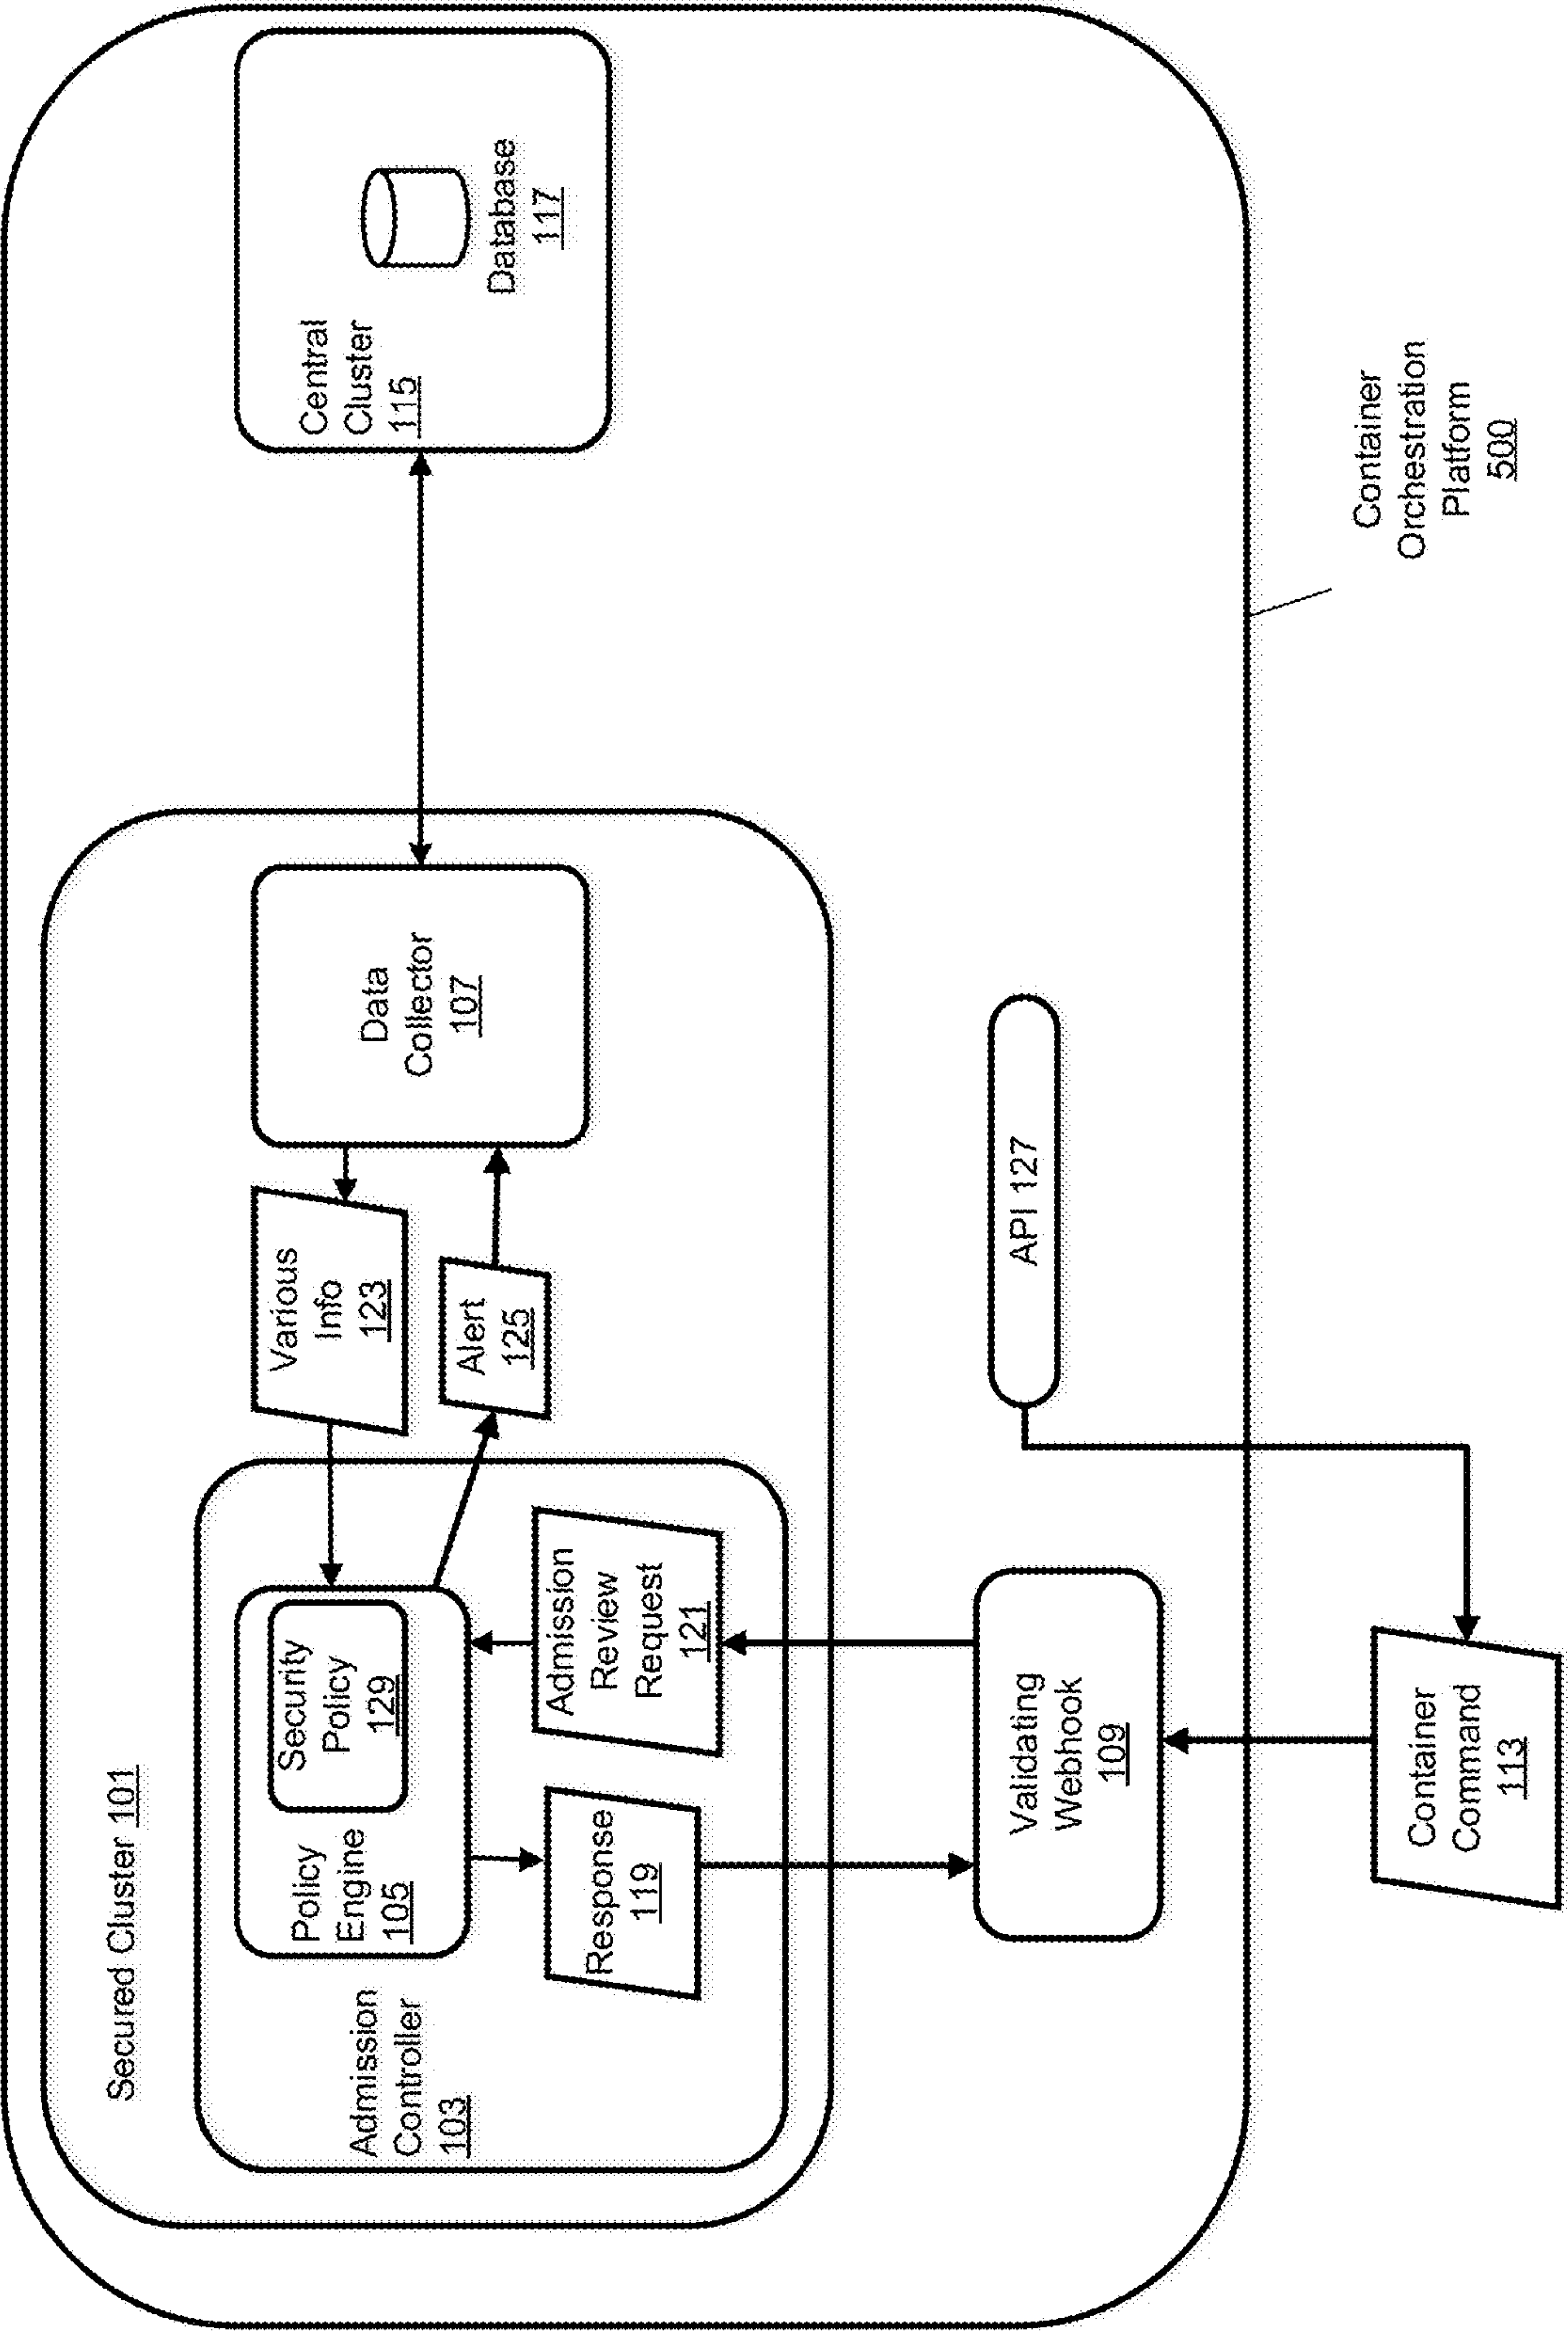 Secured Cluster 101
Admission
Controller
103
Policy
Engine
105
Security
Policy
129
Response
119
Admission
Review
Request
121
Various
Info
123
Alert
125
Data
Collector
107
Central
Cluster
115
Database
117
Validating
Webhook
109
API 127
Container
Command
113
Container
Orchestration
Platform
500